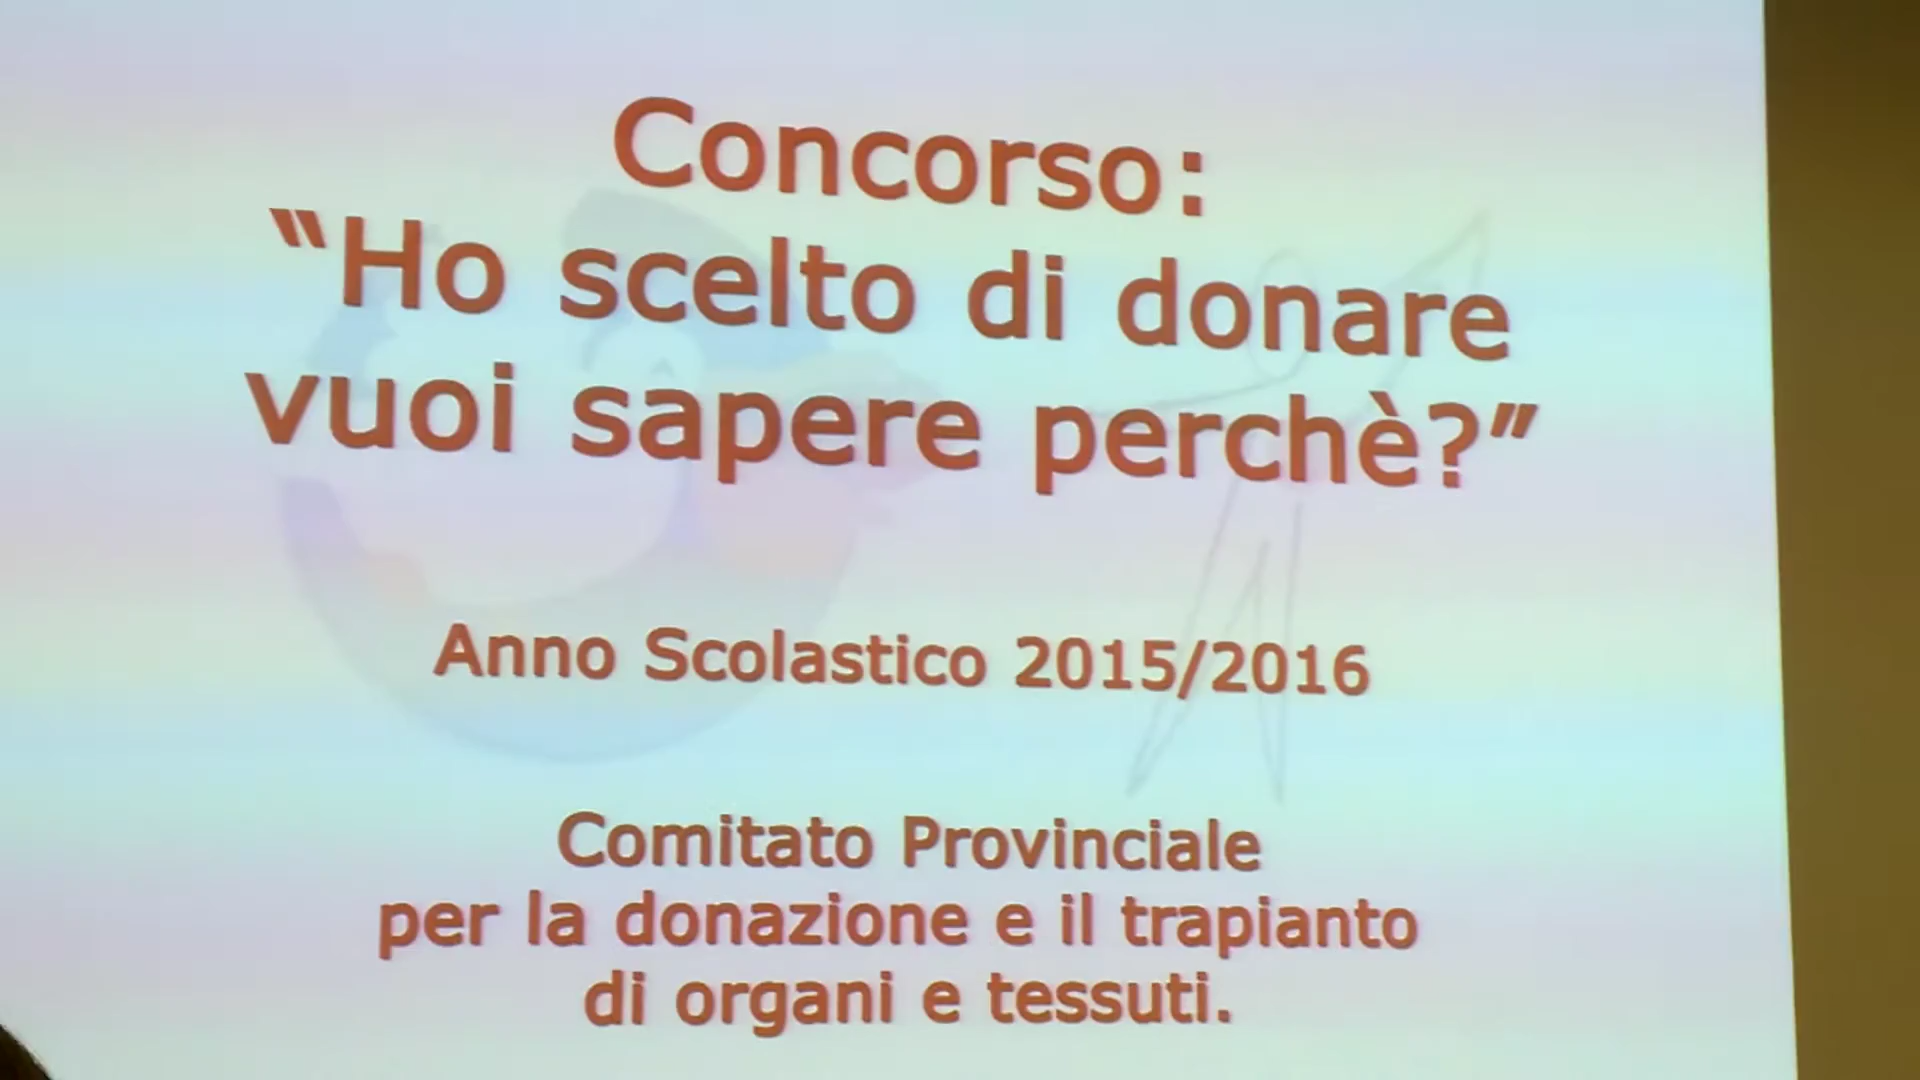 Concorso:
“Ho scelto di donare
vuoi sapere perchè?”
Anno Scolastico 2015/2016
Comitato Provinciale
per la donazione e il trapianto
di organi e tessuti.